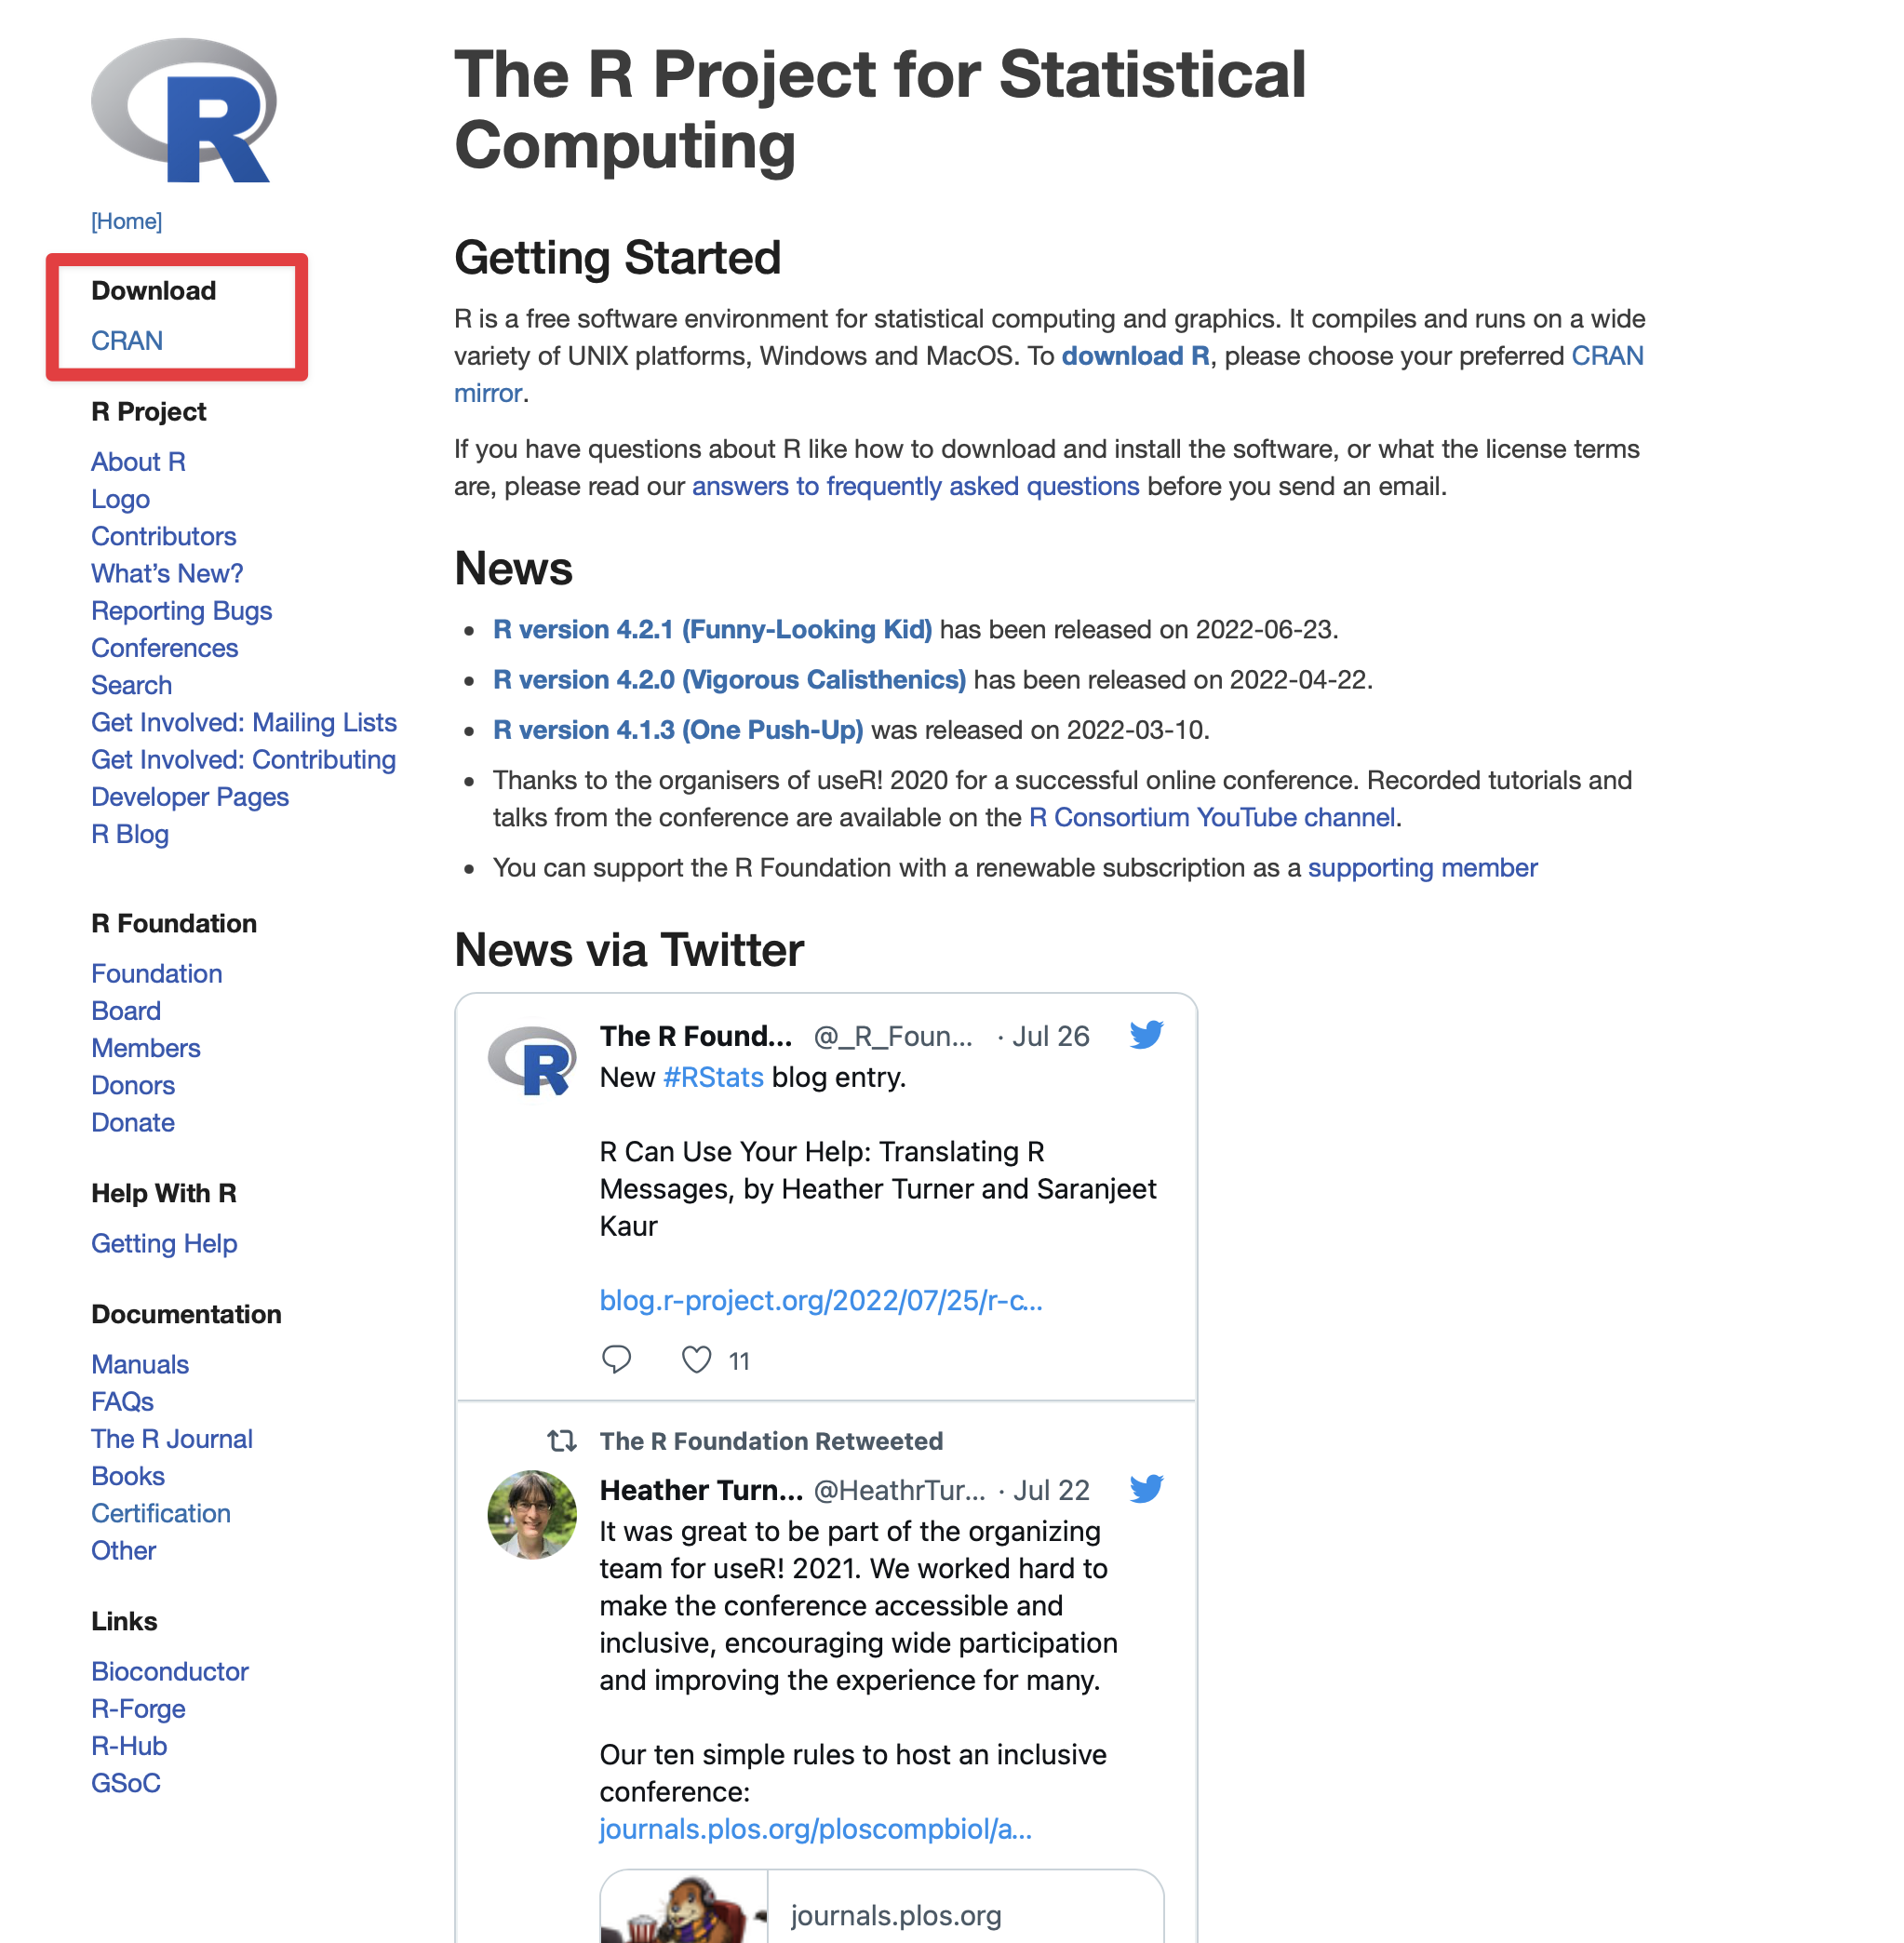 R
[Home]
Download
CRAN
R Project
About R
Logo
Contributors
What’s New?
Reporting Bugs
Conferences
Search
Get Involved: Mailing Lists
Get Involved: Contributing
Developer Pages
R Blog
R Foundation
Foundation
Board
Members
Donors
Donate
Help With R
Getting Help
Documentation
Manuals
FAQs
The R Journal
Books
Certification
Other
Links
Bioconductor
R-Forge
R-Hub
GSoC
The R Project for Statistical
Computing
Getting Started
R is a free software environment for statistical computing and graphics. It compiles and runs on a wide
variety of UNIX platforms, Windows and MacOS. To download R, please choose your preferred CRAN
mirror.
If you have questions about R like how to download and install the software, or what the license terms
are, please read our answers to frequently asked questions before you send an email.
News
• R version 4.2.1 (Funny-Looking Kid) has been released on 2022-06-23.
• R version 4.2.0 (Vigorous Calisthenics) has been released on 2022-04-22.
• R version 4.1.3 (One Push-Up) was released on 2022-03-10.
• Thanks to the organisers of useR! 2020 for a successful online conference. Recorded tutorials and
talks from the conference are available on the R Consortium YouTube channel.
• You can support the R Foundation with a renewable subscription as a supporting member
News via Twitter
R
The R Found... @_R_Foun... · Jul 26
New #RStats blog entry.
R Can Use Your Help: Translating R
Messages, by Heather Turner and Saranjeet
Kaur
blog.r-project.org/2022/07/25/r-c...
11
The R Foundation Retweeted
Heather Turn... @HeathrTur... · Jul 22
It was great to be part of the organizing
team for useR! 2021. We worked hard to
make the conference accessible and
inclusive, encouraging wide participation
and improving the experience for many.
Our ten simple rules to host an inclusive
conference:
journals.plos.org/ploscompbiol/a...
journals.plos.org